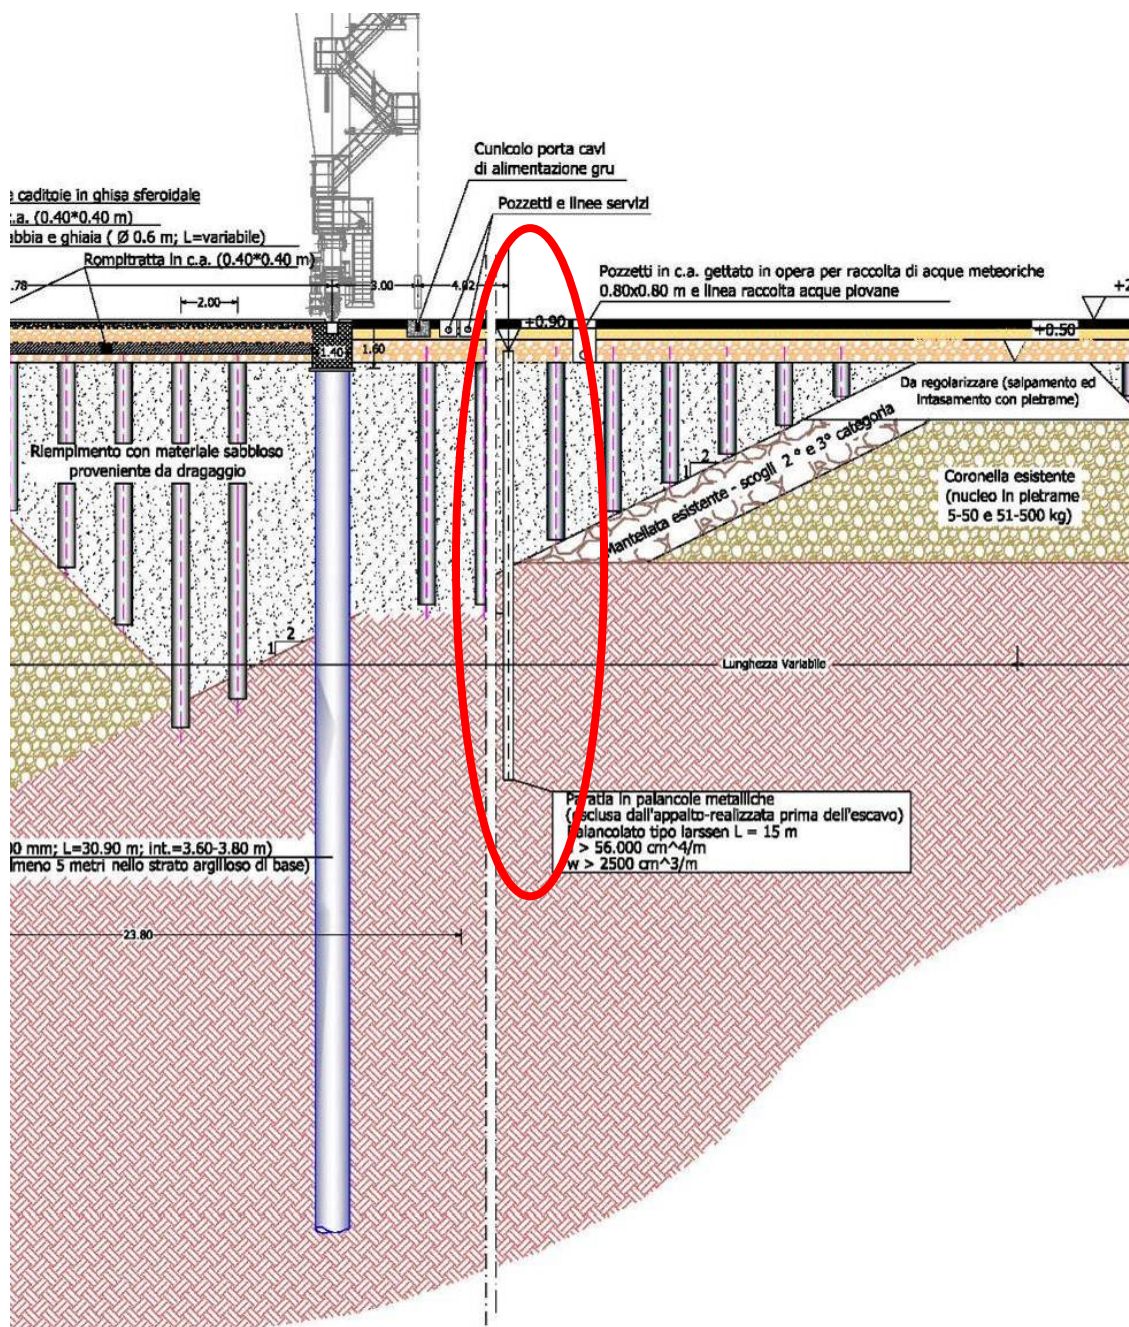 Cunicolo porta cavi
di alimentazione gru
e caditoie in ghisa sferoidale
c.a. (0.40*0.40 m)
abbia e ghiaia ( Ø 0.6 m; L=variabile)
Rompitratta in c.a. (0.40*0.40 m)
Pozzetti e linee servizi
Pozzetti in c.a. gettato in opera per raccolta di acque meteoriche
0.80x0.80 m e linea raccolta acque piovane
.78
3.00
4.02
2.00
+2
+0.90
+0.50
1.40
1.60
Da regolarizzare (salpamento ed
intasamento con pietrame)
Riempimento con materiale sabbioso
proveniente da dragaggio
Mantellata esistente - scogli 2° e 3° categoria
1
2
Coronella esistente
(nucleo in pietrame
5-50 e 51-500 kg)
1
2
Lunghezza Variabile
Paratia in palancole metalliche
(esclusa dall'appalto-realizzata prima dell'escavo)
Palancolato tipo larssen L = 15 m
> 56.000 cm^4/m
w > 2500 cm^3/m
00 mm; L=30.90 m; int.=3.60-3.80 m)
meno 5 metri nello strato argilloso di base)
23.80